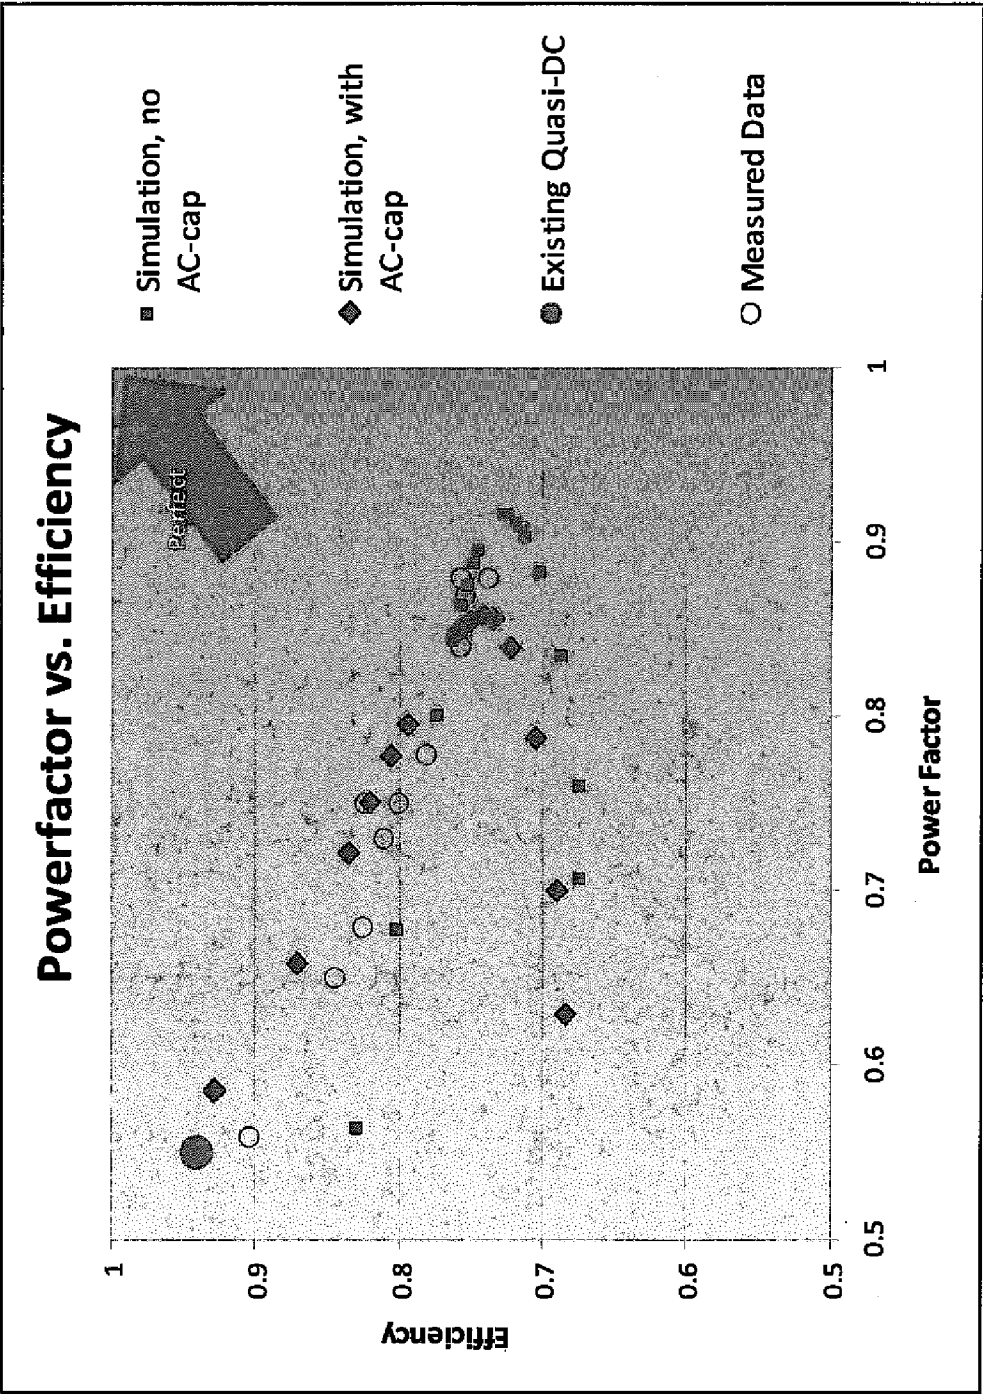 Powerfactor vs. Efficiency
Efficiency
1
0.9
0.8
0.7
0.6
0.5
0.5
0.6
0.7
0.8
0.9
1
Power Factor
Perfect
Simulation, no
AC-cap
Simulation, with
AC-cap
Existing Quasi-DC
Measured Data